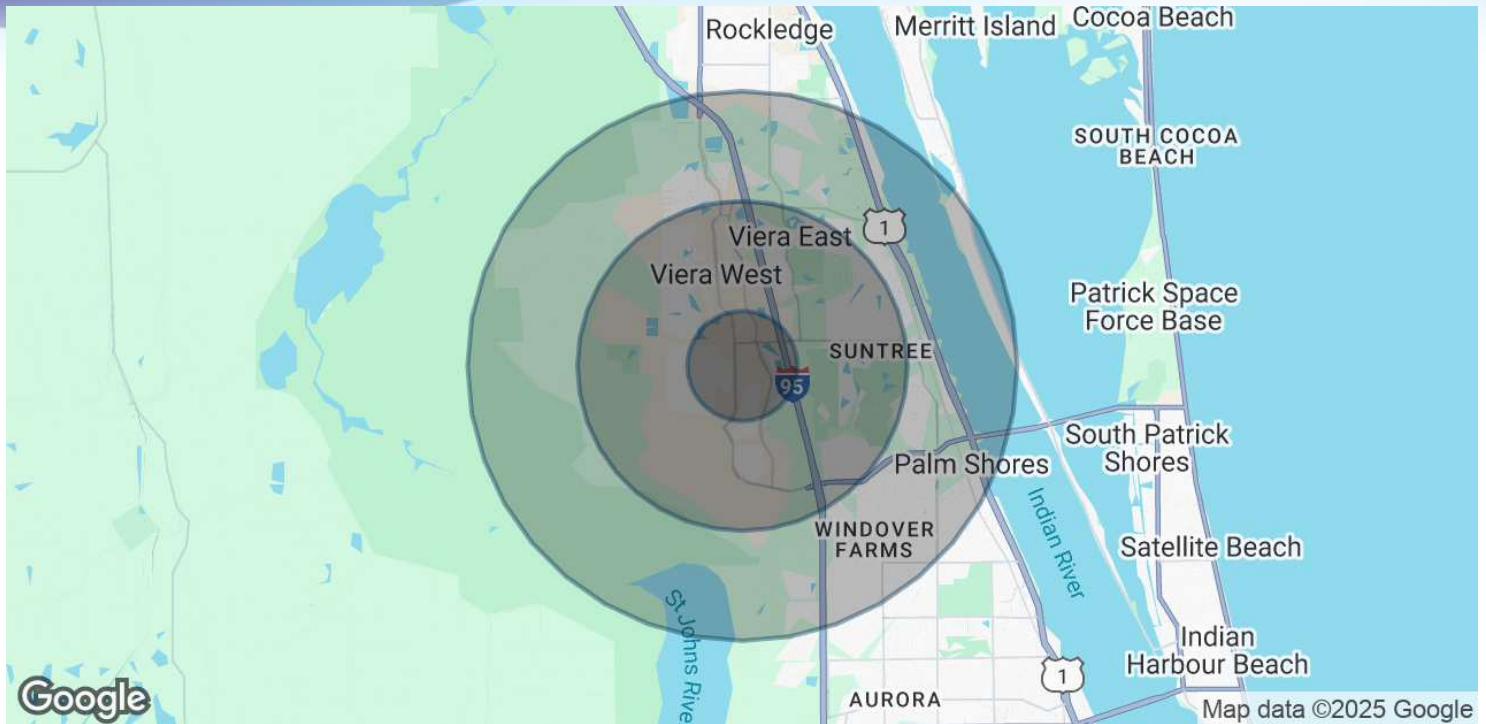 Rockledge
Merritt Island
Cocoa Beach
SOUTH COCOA
BEACH
1
Viera East
Viera West
Patrick Space
Force Base
SUNTREE
95
South Patrick
Shores
Palm Shores
WINDOVER
FARMS
Indian River
Satellite Beach
St Johns Rive
Indian
Harbour Beach
1
AURORA
Google
Map data ©2025 Google